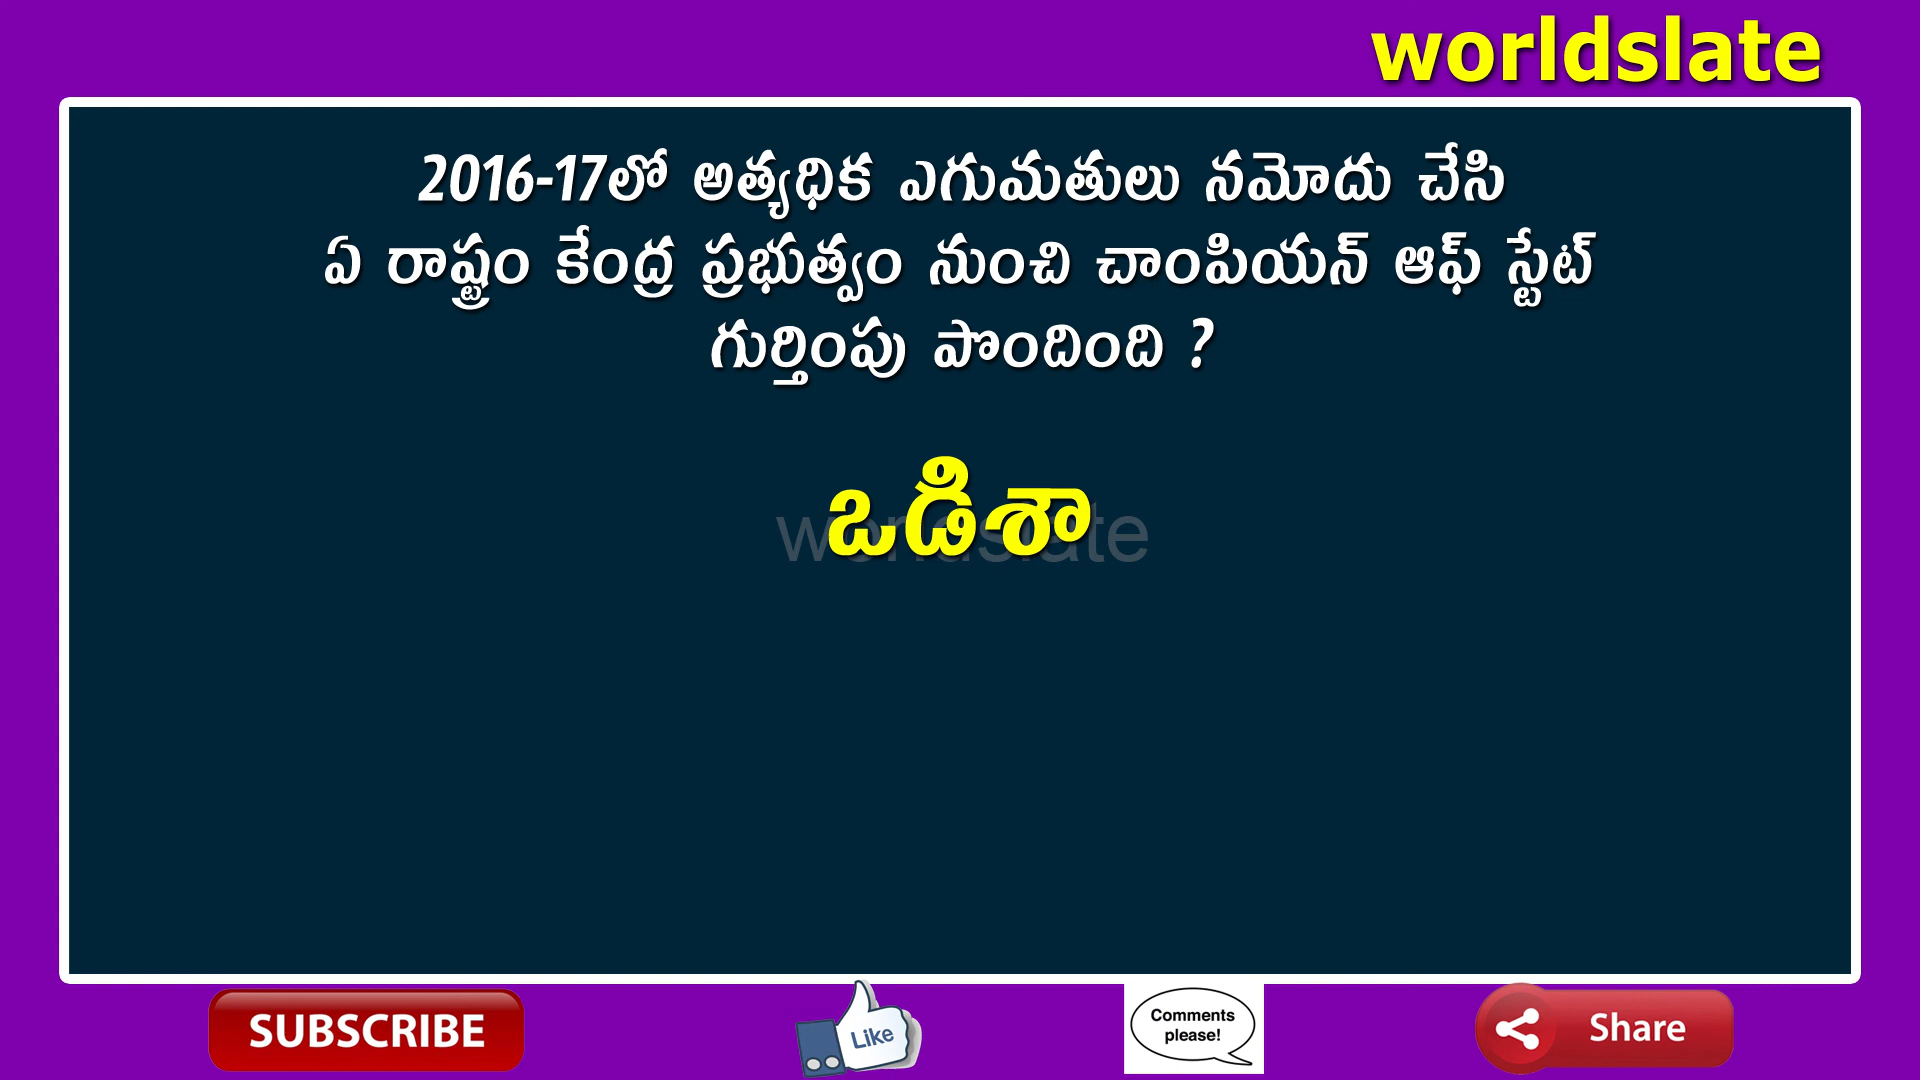 worldslate
2016-17లో అత్యధిక ఎగుమతులు నమోదు చేసి
ఏ రాష్ట్రం కేంద్ర ప్రభుత్వం నుంచి చాంపియన్ ఆఫ్ స్టేట్
గుర్తింపు పొందింది ?
ఒడిశా
worldslate
SUBSCRIBE
Like
Comments
please!
Share